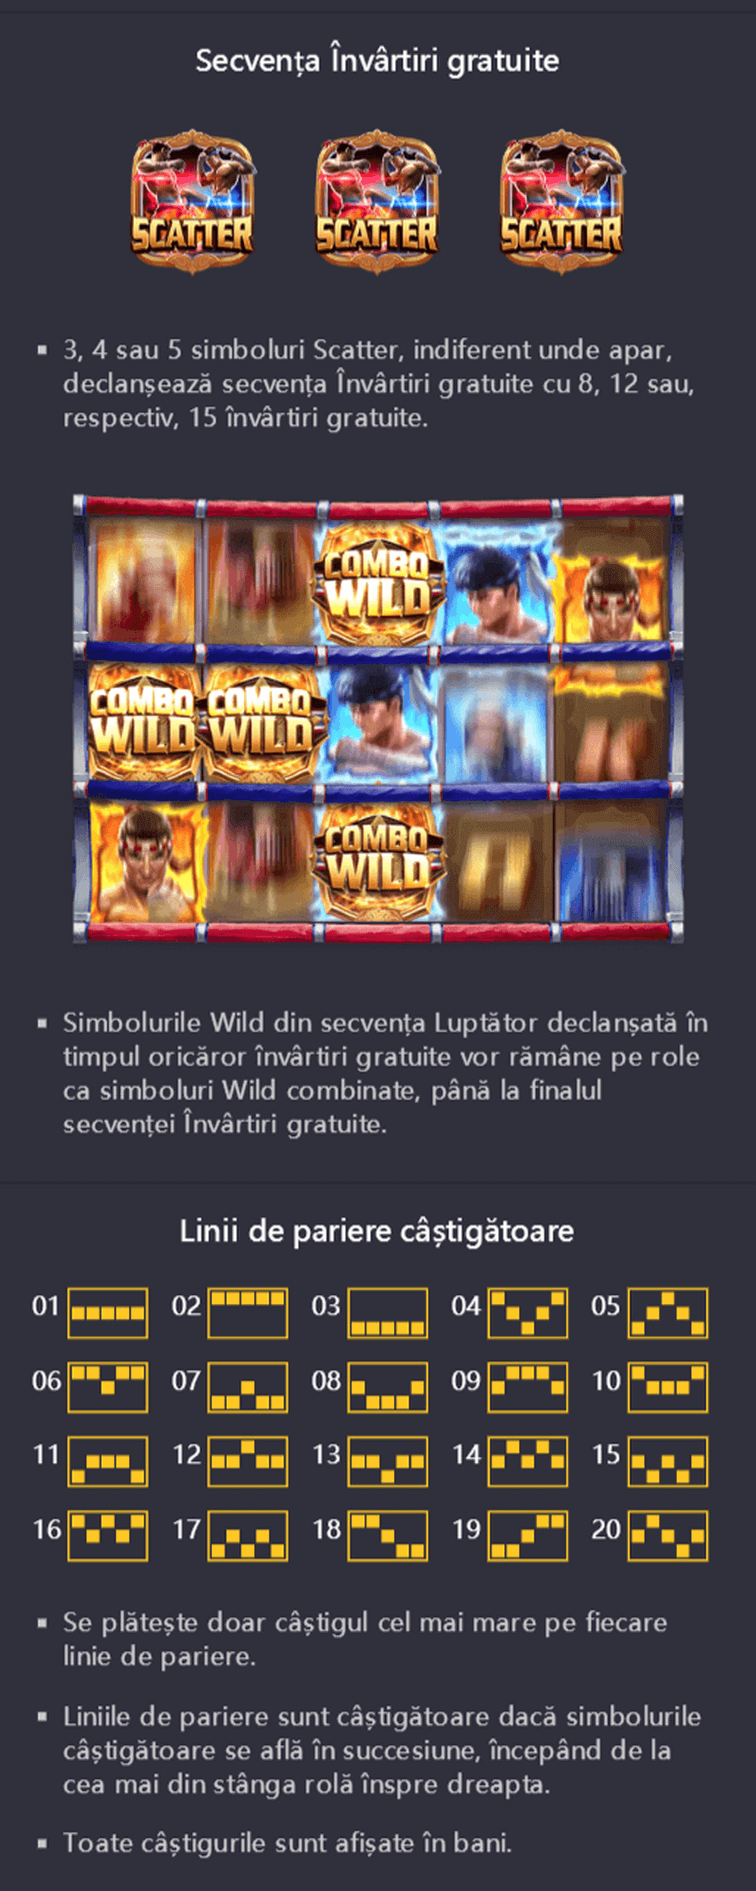 Secvența Învârtiri gratuite
SCATTER SCATTER SCATTER
▪ 3, 4 sau 5 simboluri Scatter, indiferent unde apar,
declanșează secvența Învârtiri gratuite cu 8, 12 sau,
respectiv, 15 învârtiri gratuite.
COMBO
WILD
COMBO COMBO
WILD WILD
COMBO
WILD
▪ Simbolurile Wild din secvența Luptător declanșată în
timpul oricăror învârtiri gratuite vor rămâne pe role
ca simboluri Wild combinate, până la finalul
secvenței Învârtiri gratuite.
Linii de pariere câștigătoare
01 02 03 04 05
06 07 08 09 10
11 12 13 14 15
16 17 18 19 20
▪ Se plătește doar câștigul cel mai mare pe fiecare
linie de pariere.
▪ Liniile de pariere sunt câștigătoare dacă simbolurile
câștigătoare se află în succesiune, începând de la
cea mai din stânga rolă înspre dreapta.
▪ Toate câștigurile sunt afișate în bani.